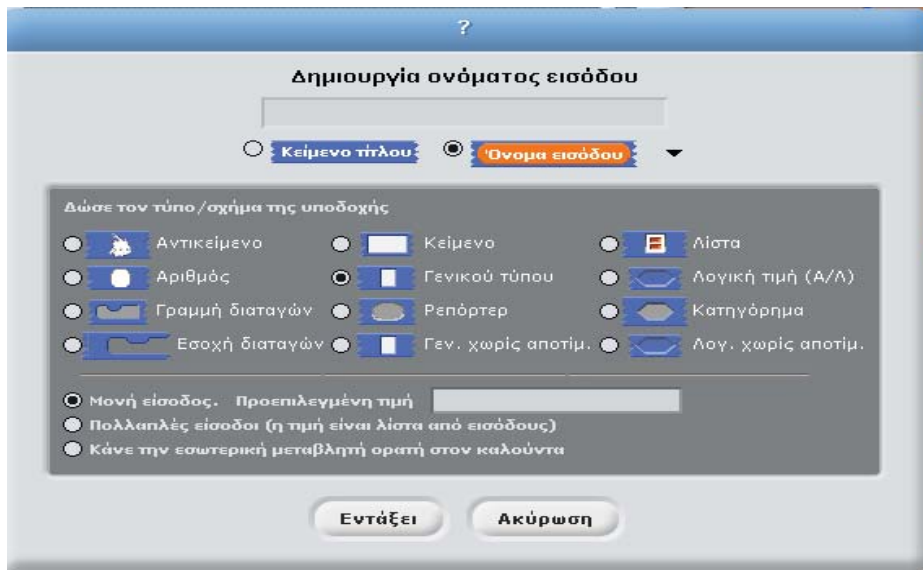 ?
Δημιουργία ονόματος εισόδου
Κείμενο τίτλου Όνομα εισόδου
Δώσε τον τύπο/σχήμα της υποδοχής
Αντικείμενο Κείμενο Λίστα
Αριθμός Γενικού τύπου Λογική τιμή (Α/Λ)
Γραμμή διαταγών Ρεπόρτερ Κατηγόρημα
Εσοχή διαταγών Γεν. χωρίς αποτίμ. Λογ. χωρίς αποτίμ.
Μονή είσοδος. Προεπιλεγμένη τιμή
Πολλαπλές είσοδοι (η τιμή είναι λίστα από εισόδους)
Κάνε την εσωτερική μεταβλητή ορατή στον καλούντα
Εντάξει Ακύρωση